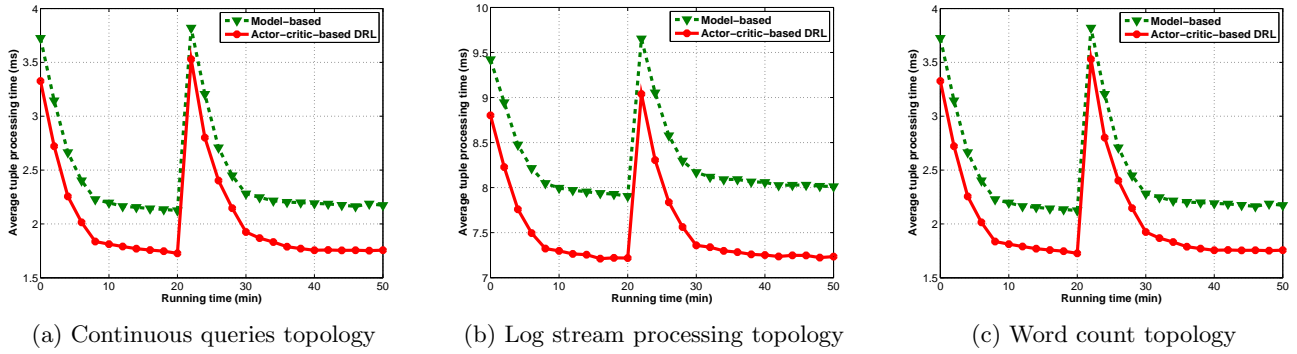 Average tuple processing time (ms)
4
3.5
3
2.5
2
1.5
0
10
20
30
40
50
Running time (min)
Model−based
Actor−critic−based DRL
(a) Continuous queries topology
Average tuple processing time (ms)
10
9.5
9
8.5
8
7.5
7
0
10
20
30
40
50
Running time (min)
Model−based
Actor−critic−based DRL
(b) Log stream processing topology
Average tuple processing time (ms)
4
3.5
3
2.5
2
1.5
0
10
20
30
40
50
Running time (min)
Model−based
Actor−critic−based DRL
(c) Word count topology